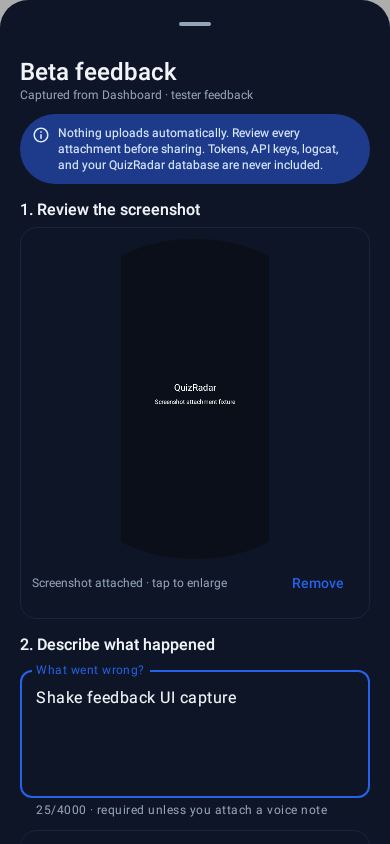 Beta feedback
Captured from Dashboard · tester feedback
Nothing uploads automatically. Review every
attachment before sharing. Tokens, API keys, logcat,
and your QuizRadar database are never included.
1. Review the screenshot
QuizRadar
Screenshot attachment fixture
Screenshot attached · tap to enlarge
Remove
2. Describe what happened
What went wrong?
Shake feedback UI capture
25/4000 · required unless you attach a voice note